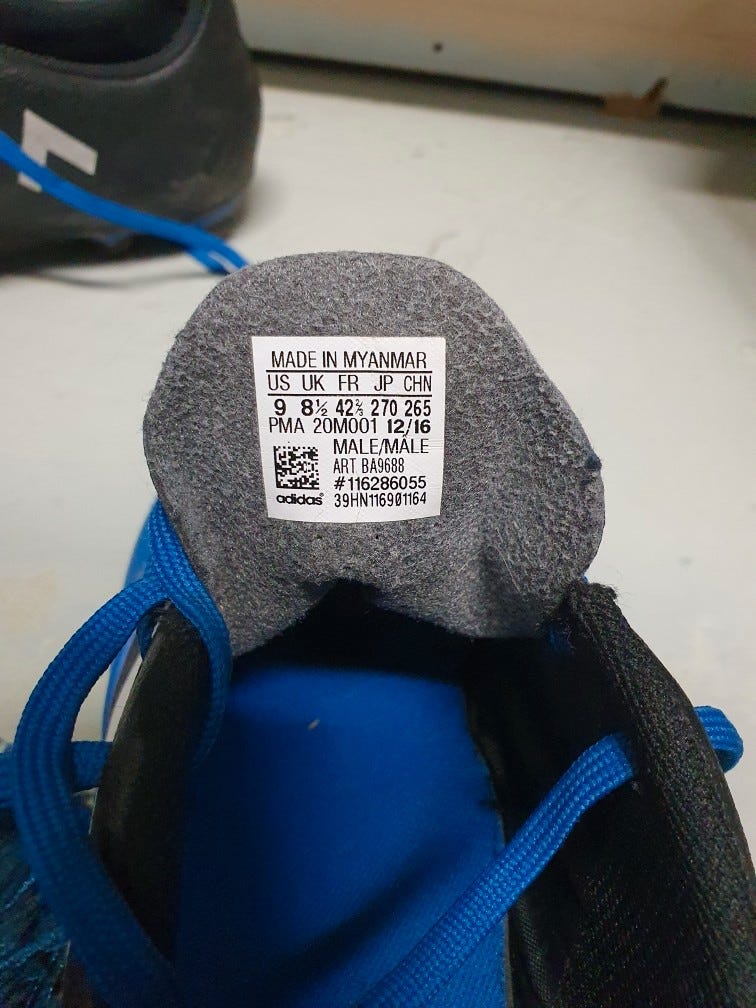 MADE IN MYANMAR
US UK FR JP CHN
9 8½ 42⅔ 270 265
PMA 20M001 12/16
MALE/MÂLE
ART BA9688
#116286055
adidas® 39HN116901164